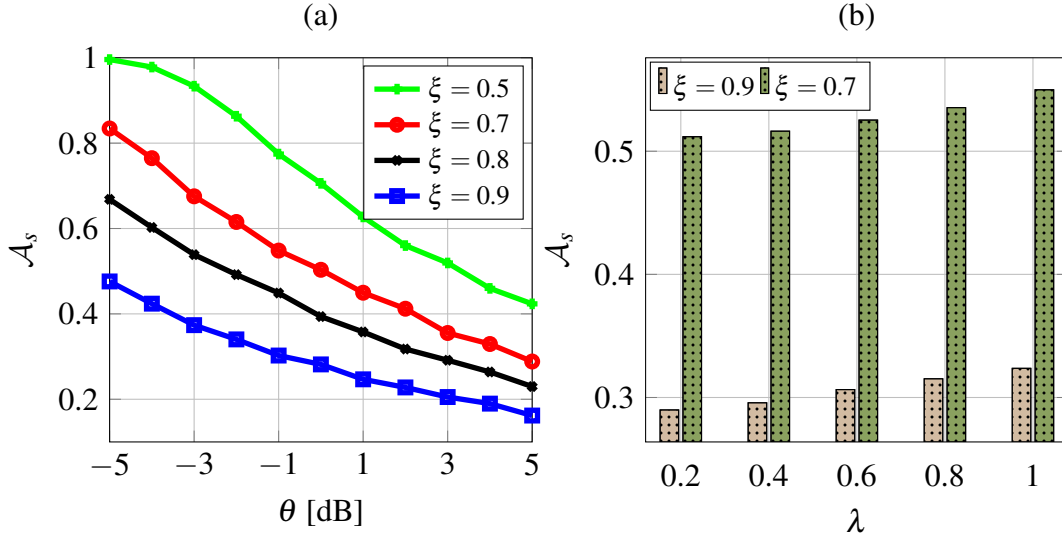 (a)
1
0.8
0.6
0.4
0.2
𝒜ₛ
−5 −3 −1 1 3 5
θ [dB]
ξ = 0.5
ξ = 0.7
ξ = 0.8
ξ = 0.9
(b)
ξ = 0.9 ξ = 0.7
0.5
0.4
0.3
𝒜ₛ
0.2 0.4 0.6 0.8 1
λ